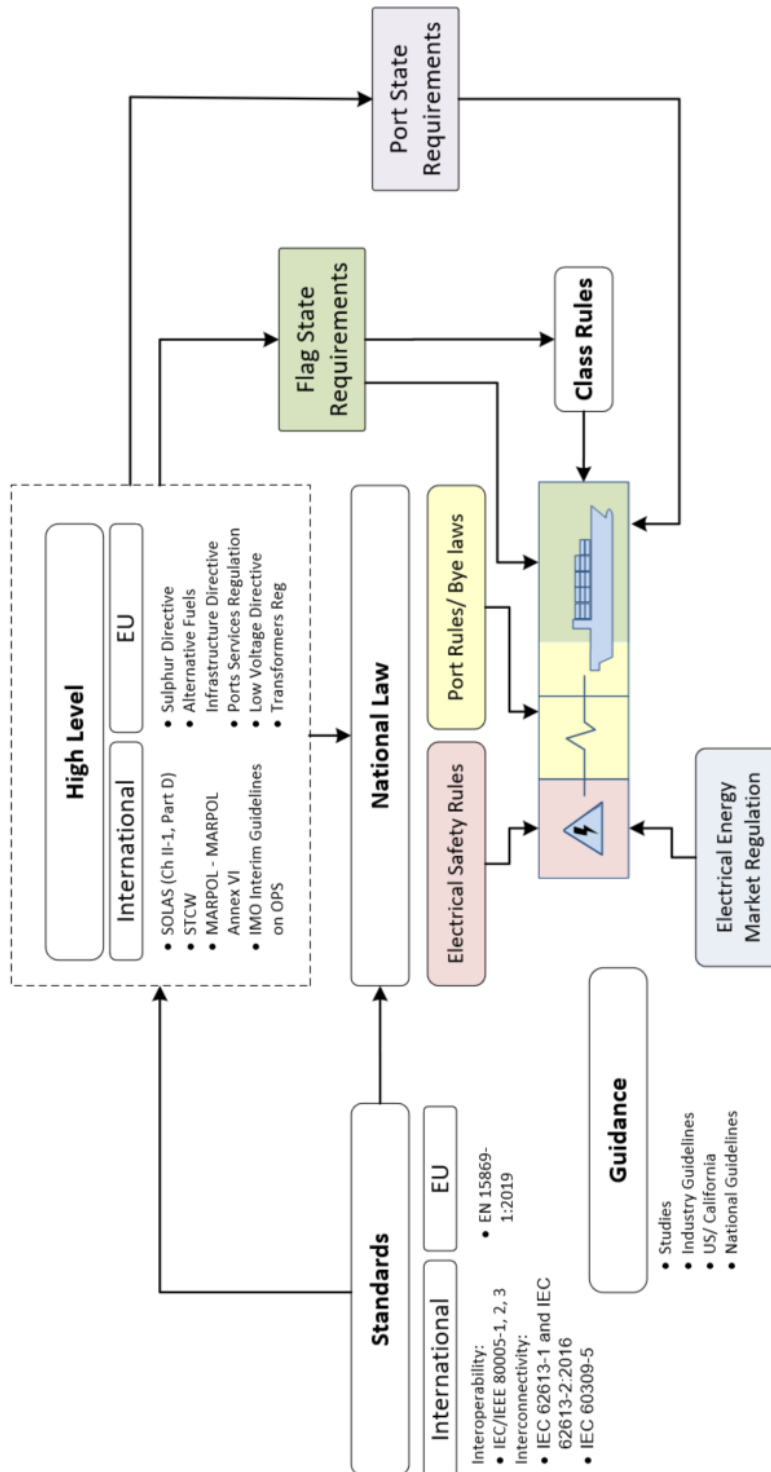 High Level
International
EU
• SOLAS (Ch II-1, Part D)
• STCW
• MARPOL - MARPOL
Annex VI
• IMO Interim Guidelines
on OPS
• Sulphur Directive
• Alternative Fuels
Infrastructure Directive
• Ports Services Regulation
• Low Voltage Directive
• Transformers Reg
Standards
International
EU
Interoperability:
• IEC/IEEE 80005-1, 2, 3
Interconnectivity:
• IEC 62613-1 and IEC
62613-2:2016
• IEC 60309-5
• EN 15869-
1:2019
National Law
Electrical Safety Rules
Port Rules/ Bye laws
Flag State
Requirements
Port State
Requirements
Class Rules
Guidance
• Studies
• Industry Guidelines
• US/ California
• National Guidelines
Electrical Energy
Market Regulation